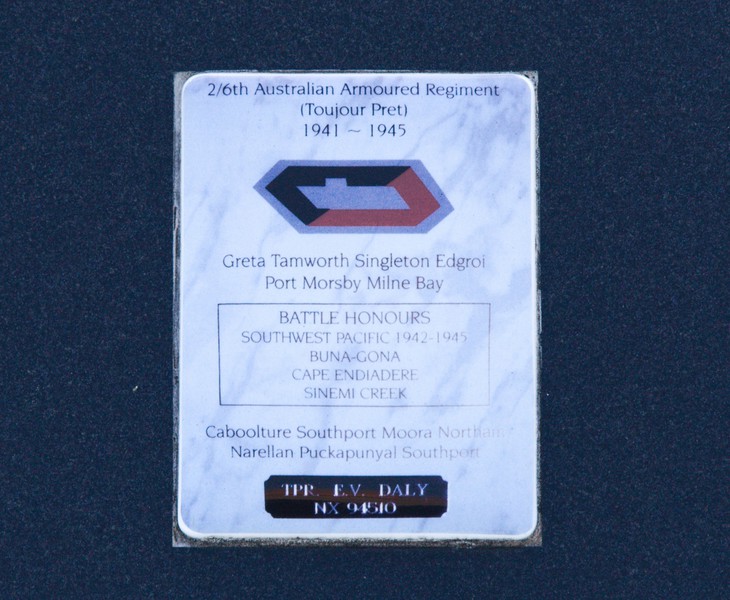 2/6th Australian Armoured Regiment
(Toujour Pret)
1941 ~ 1945
Greta Tamworth Singleton Edgroi
Port Morsby Milne Bay
BATTLE HONOURS
SOUTHWEST PACIFIC 1942-1945
BUNA-GONA
CAPE ENDIADERE
SINEMI CREEK
Caboolture Southport Moora Northam
Narellan Puckapunyal Southport
TPR. E.V. DALY
NX 94510